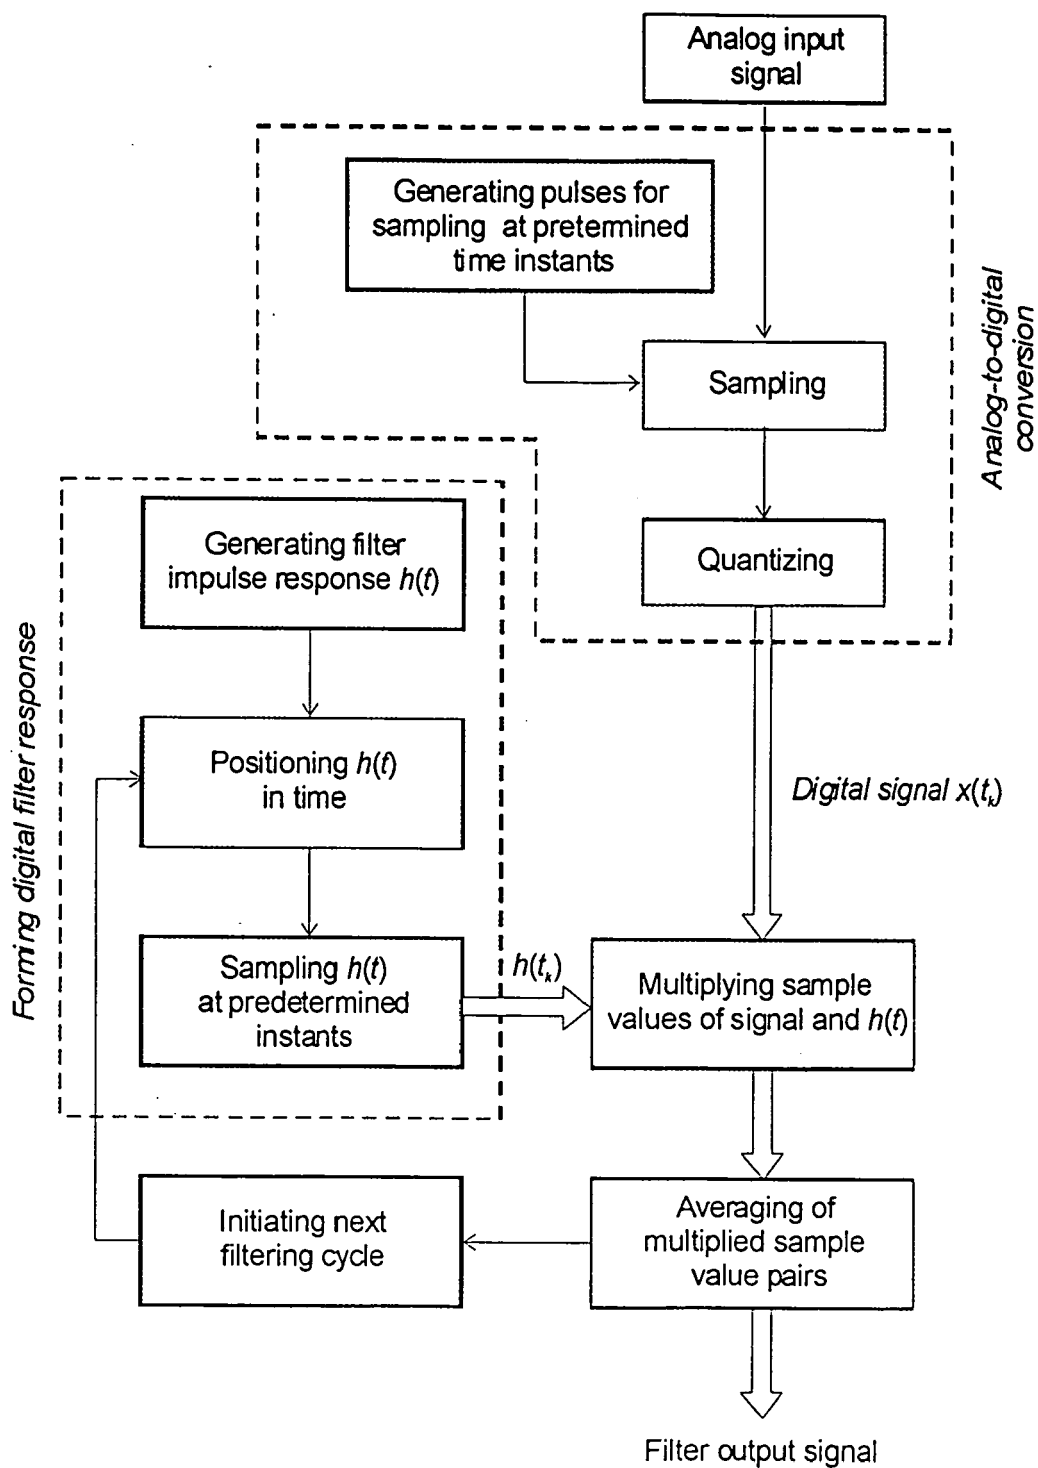 Analog input
signal
Generating pulses for
sampling at pretermined
time instants
Sampling
Analog-to-digital
conversion
Quantizing
Generating filter
impulse response h(t)
Forming digital filter response
Positioning h(t)
in time
Digital signal x(tₖ)
Sampling h(t)
at predetermined
instants
h(tₖ)
Multiplying sample
values of signal and h(t)
Initiating next
filtering cycle
Averaging of
multiplied sample
value pairs
Filter output signal